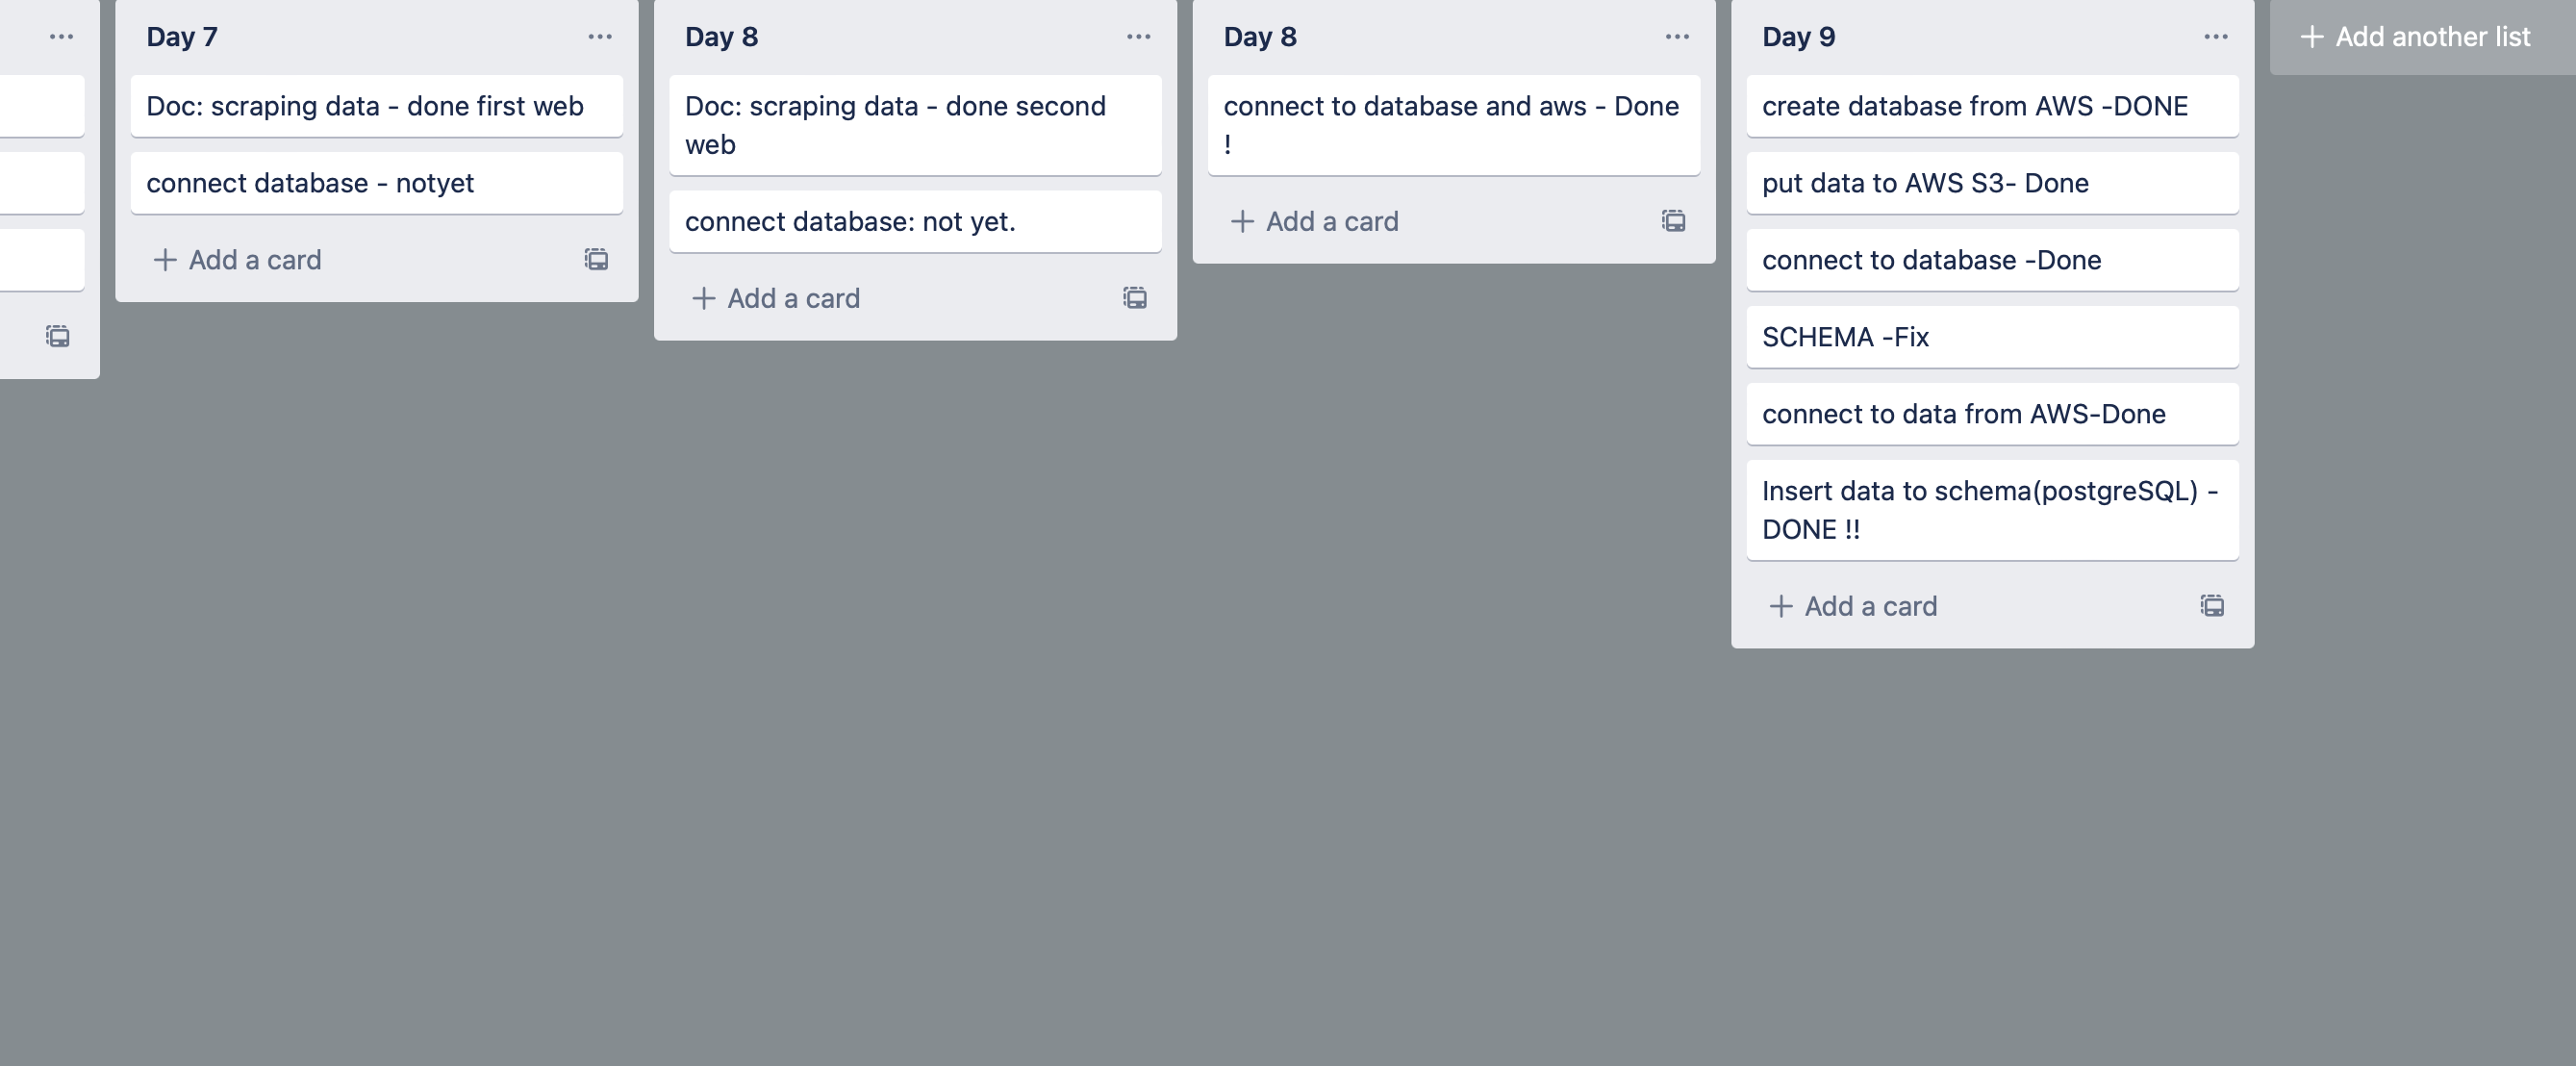 Day 7
Doc: scraping data - done first web
connect database - notyet
Add a card
Day 8
Doc: scraping data - done second
web
connect database: not yet.
Add a card
Day 8
connect to database and aws - Done
!
Add a card
Day 9
create database from AWS -DONE
put data to AWS S3- Done
connect to database -Done
SCHEMA -Fix
connect to data from AWS-Done
Insert data to schema(postgreSQL) -
DONE !!
Add a card
Add another list